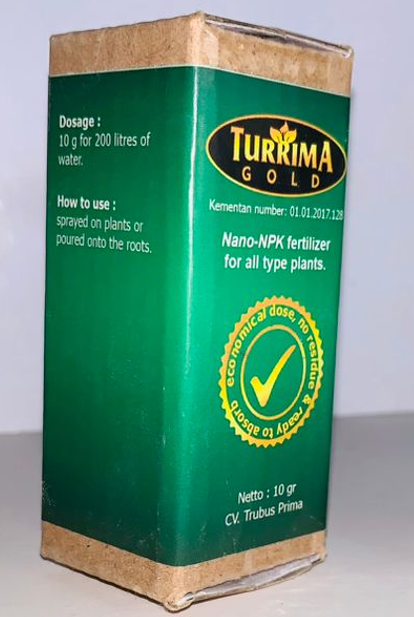 Dosage :
10 g for 200 litres of
water.
How to use :
sprayed on plants or
poured onto the roots.
TURRIMA
GOLD
Kementan number: 01.01.2017.128
Nano-NPK fertilizer
for all type plants.
economical dose, no residue & ready to absorb
Netto : 10 gr
CV. Trubus Prima